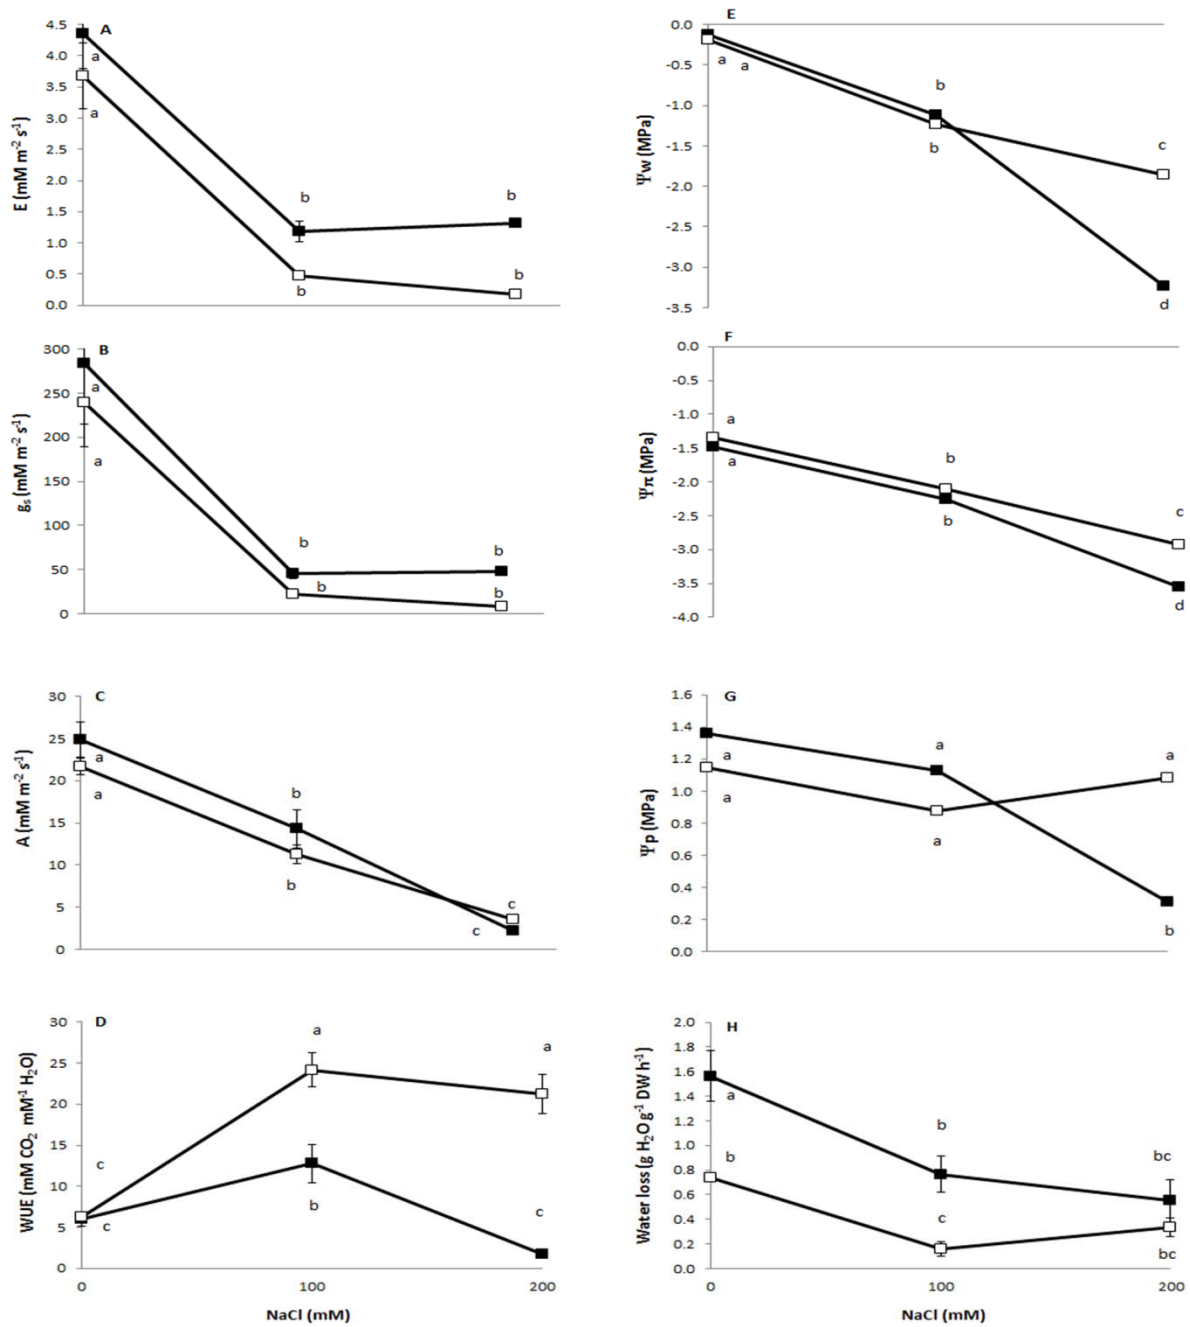 A
4.5
4.0
3.5
3.0
2.5
2.0
1.5
1.0
0.5
0.0
E (mM m-2 s-1)
a
a
b
b
b
b
B
300
250
200
150
100
50
0
gs (mM m-2 s-1)
a
a
b
b
b
b
C
30
25
20
15
10
5
0
A (mM m-2 s-1)
a
a
b
b
c
c
D
30
25
20
15
10
5
0
WUE (mM CO2 mM-1 H2O)
c
c
a
b
a
c
0 100 200
NaCl (mM)
E
0.0
-0.5
-1.0
-1.5
-2.0
-2.5
-3.0
-3.5
Ψw (MPa)
a a
b
b
c
d
F
0.0
-0.5
-1.0
-1.5
-2.0
-2.5
-3.0
-3.5
-4.0
Ψπ (MPa)
a
a
b
b
c
d
G
1.6
1.4
1.2
1.0
0.8
0.6
0.4
0.2
0.0
Ψp (MPa)
a
a
a
a
a
b
H
2.0
1.8
1.6
1.4
1.2
1.0
0.8
0.6
0.4
0.2
0.0
Water loss (g H2O g-1 DW h-1)
a
b
b
c
bc
bc
0 100 200
NaCl (mM)